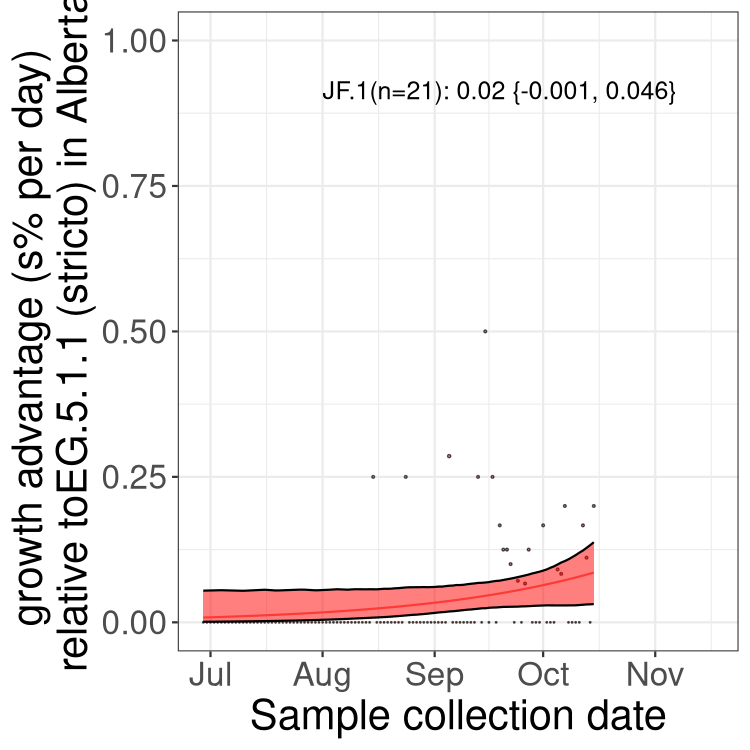 growth advantage (s% per day)
relative toEG.5.1.1 (stricto) in Alberta
1.00
0.75
0.50
0.25
0.00
JF.1(n=21): 0.02 {-0.001, 0.046}
Jul Aug Sep Oct Nov
Sample collection date